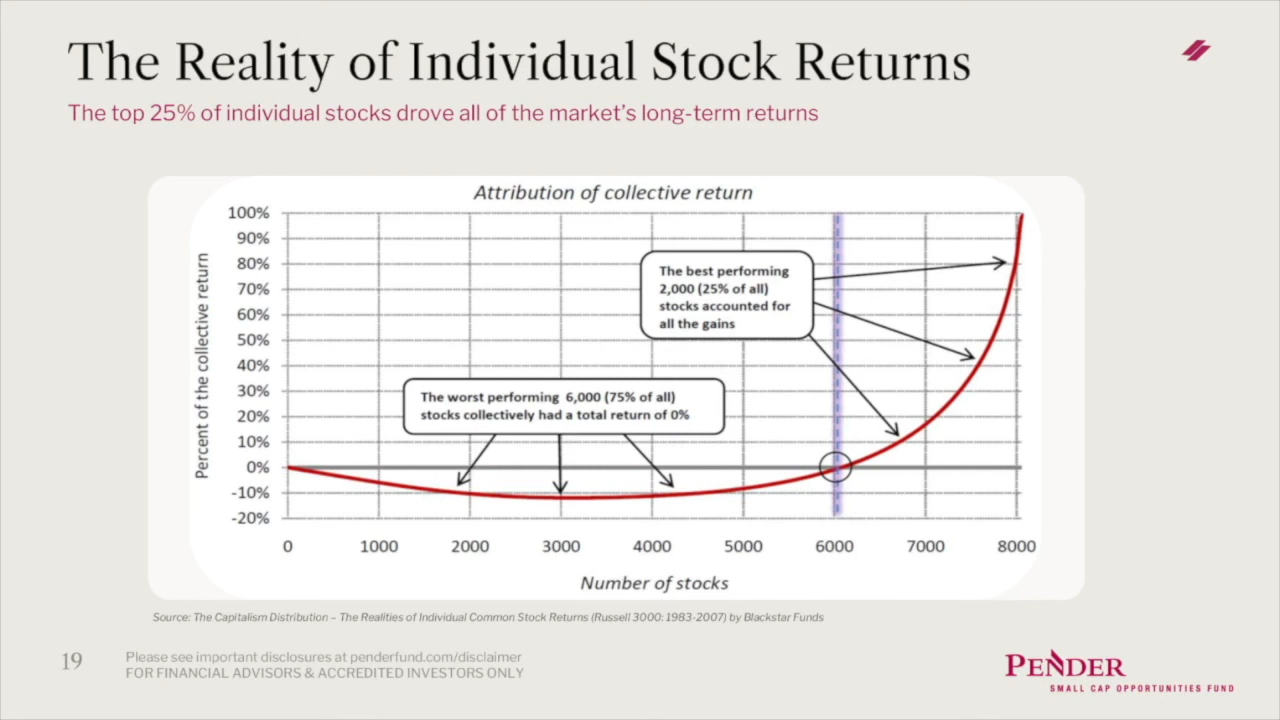 The Reality of Individual Stock Returns
The top 25% of individual stocks drove all of the market's long-term returns
Attribution of collective return
Percent of the collective return
100%
90%
80%
70%
60%
50%
40%
30%
20%
10%
0%
-10%
-20%
The best performing
2,000 (25% of all)
stocks accounted for
all the gains
The worst performing 6,000 (75% of all)
stocks collectively had a total return of 0%
0 1000 2000 3000 4000 5000 6000 7000 8000
Number of stocks
Source: The Capitalism Distribution – The Realities of Individual Common Stock Returns (Russell 3000: 1983-2007) by Blackstar Funds
19
Please see important disclosures at penderfund.com/disclaimer
FOR FINANCIAL ADVISORS & ACCREDITED INVESTORS ONLY
PENDER
SMALL CAP OPPORTUNITIES FUND